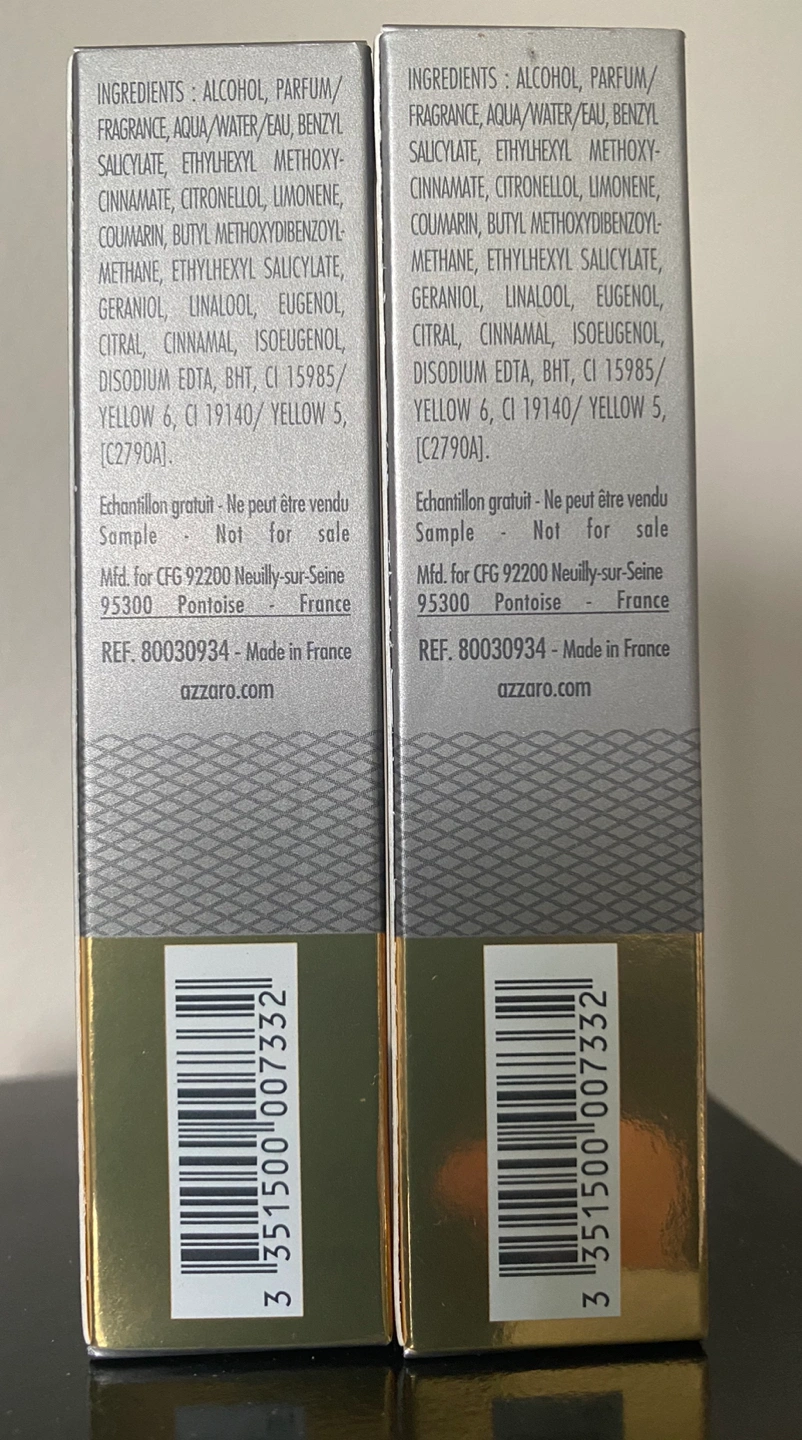 INGREDIENTS : ALCOHOL, PARFUM/
FRAGRANCE, AQUA/WATER/EAU, BENZYL
SALICYLATE, ETHYLHEXYL METHOXY-
CINNAMATE, CITRONELLOL, LIMONENE,
COUMARIN, BUTYL METHOXYDIBENZOYL-
METHANE, ETHYLHEXYL SALICYLATE,
GERANIOL, LINALOOL, EUGENOL,
CITRAL, CINNAMAL, ISOEUGENOL,
DISODIUM EDTA, BHT, CI 15985/
YELLOW 6, CI 19140/ YELLOW 5,
[C2790A].
Echantillon gratuit - Ne peut être vendu
Sample - Not for sale
Mfd. for CFG 92200 Neuilly-sur-Seine
95300 Pontoise - France
REF. 80030934 - Made in France
azzaro.com
3 351500 007332
INGREDIENTS : ALCOHOL, PARFUM/
FRAGRANCE, AQUA/WATER/EAU, BENZYL
SALICYLATE, ETHYLHEXYL METHOXY-
CINNAMATE, CITRONELLOL, LIMONENE,
COUMARIN, BUTYL METHOXYDIBENZOYL-
METHANE, ETHYLHEXYL SALICYLATE,
GERANIOL, LINALOOL, EUGENOL,
CITRAL, CINNAMAL, ISOEUGENOL,
DISODIUM EDTA, BHT, CI 15985/
YELLOW 6, CI 19140/ YELLOW 5,
[C2790A].
Echantillon gratuit - Ne peut être vendu
Sample - Not for sale
Mfd. for CFG 92200 Neuilly-sur-Seine
95300 Pontoise - France
REF. 80030934 - Made in France
azzaro.com
3 351500 007332